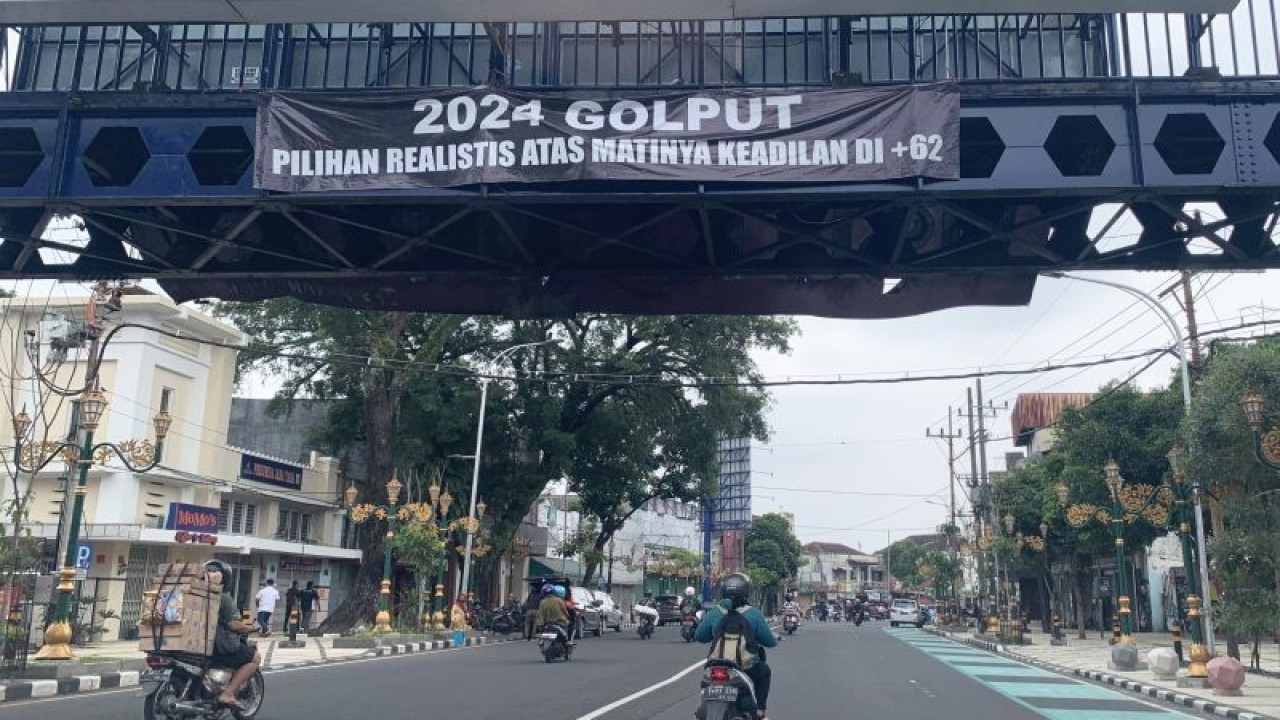 2024 GOLPUT
PILIHAN REALISTIS ATAS MATINYA KEADILAN DI +62
MOMO'S
P